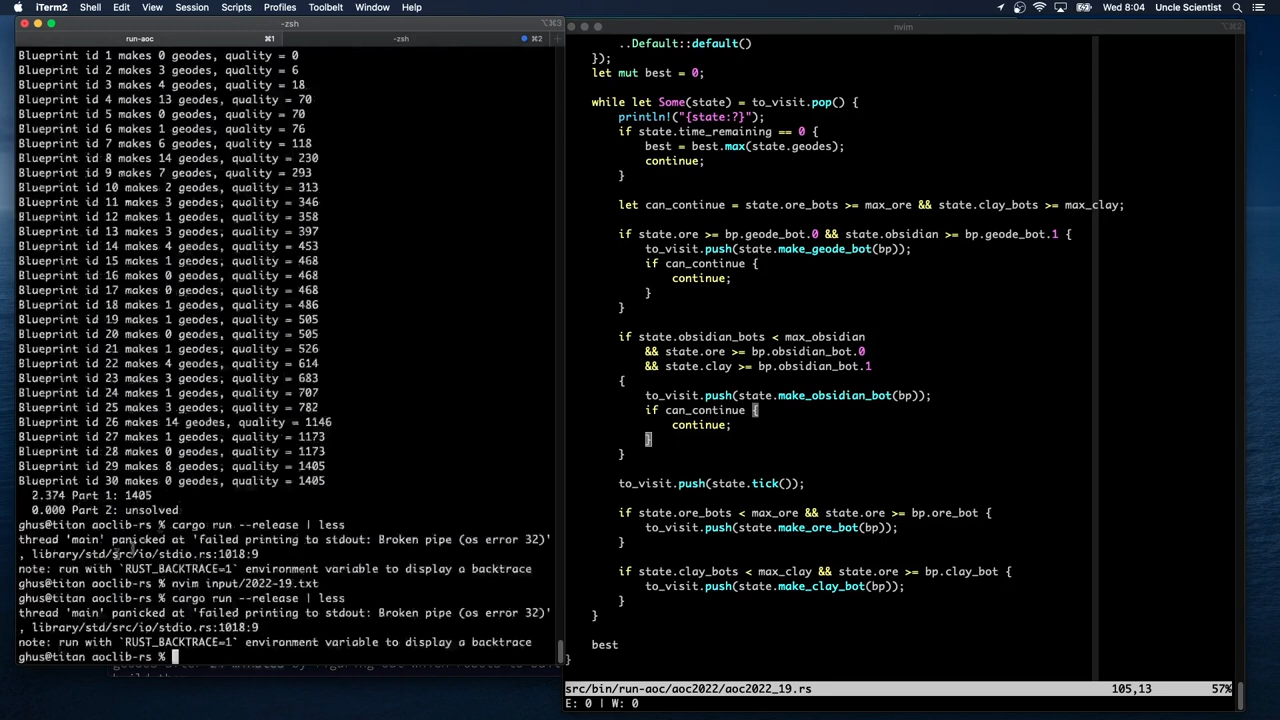 iTerm2 Shell Edit View Session Scripts Profiles Toolbelt Window Help Wed 8:04 Uncle Scientist
-zsh ⌥⌘3
run-aoc ⌘1 -zsh ⌘2
Blueprint id 1 makes 0 geodes, quality = 0
Blueprint id 2 makes 3 geodes, quality = 6
Blueprint id 3 makes 4 geodes, quality = 18
Blueprint id 4 makes 13 geodes, quality = 70
Blueprint id 5 makes 0 geodes, quality = 70
Blueprint id 6 makes 1 geodes, quality = 76
Blueprint id 7 makes 6 geodes, quality = 118
Blueprint id 8 makes 14 geodes, quality = 230
Blueprint id 9 makes 7 geodes, quality = 293
Blueprint id 10 makes 2 geodes, quality = 313
Blueprint id 11 makes 3 geodes, quality = 346
Blueprint id 12 makes 1 geodes, quality = 358
Blueprint id 13 makes 3 geodes, quality = 397
Blueprint id 14 makes 4 geodes, quality = 453
Blueprint id 15 makes 1 geodes, quality = 468
Blueprint id 16 makes 0 geodes, quality = 468
Blueprint id 17 makes 0 geodes, quality = 468
Blueprint id 18 makes 1 geodes, quality = 486
Blueprint id 19 makes 1 geodes, quality = 505
Blueprint id 20 makes 0 geodes, quality = 505
Blueprint id 21 makes 1 geodes, quality = 526
Blueprint id 22 makes 4 geodes, quality = 614
Blueprint id 23 makes 3 geodes, quality = 683
Blueprint id 24 makes 1 geodes, quality = 707
Blueprint id 25 makes 3 geodes, quality = 782
Blueprint id 26 makes 14 geodes, quality = 1146
Blueprint id 27 makes 1 geodes, quality = 1173
Blueprint id 28 makes 0 geodes, quality = 1173
Blueprint id 29 makes 8 geodes, quality = 1405
Blueprint id 30 makes 0 geodes, quality = 1405
2.374 Part 1: 1405
0.000 Part 2: unsolved
ghus@titan aoclib-rs % cargo run --release | less
thread 'main' panicked at 'failed printing to stdout: Broken pipe (os error 32)'
, library/std/src/io/stdio.rs:1018:9
note: run with `RUST_BACKTRACE=1` environment variable to display a backtrace
ghus@titan aoclib-rs % nvim input/2022-19.txt
ghus@titan aoclib-rs % cargo run --release | less
thread 'main' panicked at 'failed printing to stdout: Broken pipe (os error 32)'
, library/std/src/io/stdio.rs:1018:9
note: run with `RUST_BACKTRACE=1` environment variable to display a backtrace
ghus@titan aoclib-rs %
nvim ⌥⌘2
..Default::default()
});
let mut best = 0;
while let Some(state) = to_visit.pop() {
println!("{state:?}");
if state.time_remaining == 0 {
best = best.max(state.geodes);
continue;
}
let can_continue = state.ore_bots >= max_ore && state.clay_bots >= max_clay;
if state.ore >= bp.geode_bot.0 && state.obsidian >= bp.geode_bot.1 {
to_visit.push(state.make_geode_bot(bp));
if can_continue {
continue;
}
}
if state.obsidian_bots < max_obsidian
&& state.ore >= bp.obsidian_bot.0
&& state.clay >= bp.obsidian_bot.1
{
to_visit.push(state.make_obsidian_bot(bp));
if can_continue {
continue;
}
}
to_visit.push(state.tick());
if state.ore_bots < max_ore && state.ore >= bp.ore_bot {
to_visit.push(state.make_ore_bot(bp));
}
if state.clay_bots < max_clay && state.ore >= bp.clay_bot {
to_visit.push(state.make_clay_bot(bp));
}
}
best
}
src/bin/run-aoc/aoc2022/aoc2022_19.rs 105,13 57%
E: 0 | W: 0